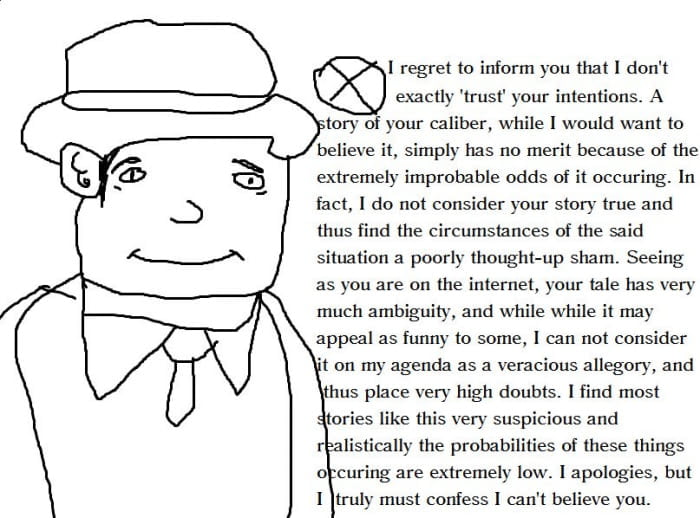 I regret to inform you that I don't
exactly 'trust' your intentions. A
story of your caliber, while I would want to
believe it, simply has no merit because of the
extremely improbable odds of it occuring. In
fact, I do not consider your story true and
thus find the circumstances of the said
situation a poorly thought-up sham. Seeing
as you are on the internet, your tale has very
much ambiguity, and while while it may
appeal as funny to some, I can not consider
it on my agenda as a veracious allegory, and
thus place very high doubts. I find most
stories like this very suspicious and
realistically the probabilities of these things
occuring are extremely low. I apologies, but
I truly must confess I can't believe you.